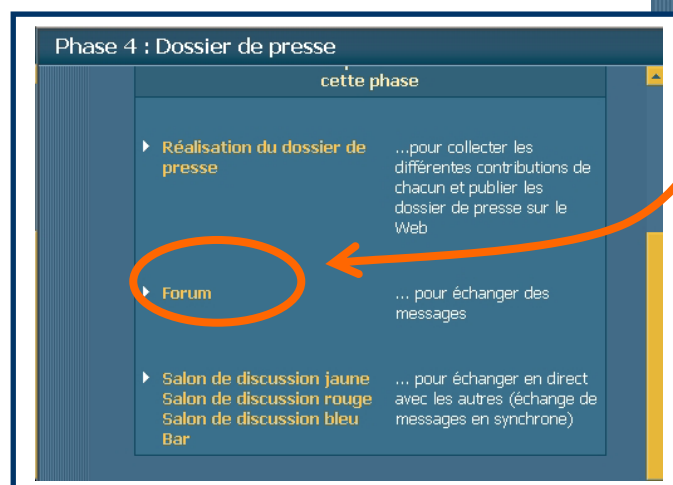 Phase 4 : Dossier de presse
cette phase
Réalisation du dossier de
presse
...pour collecter les
différentes contributions de
chacun et publier les
dossier de presse sur le
Web
Forum
... pour échanger des
messages
Salon de discussion jaune
Salon de discussion rouge
Salon de discussion bleu
Bar
... pour échanger en direct
avec les autres (échange de
messages en synchrone)